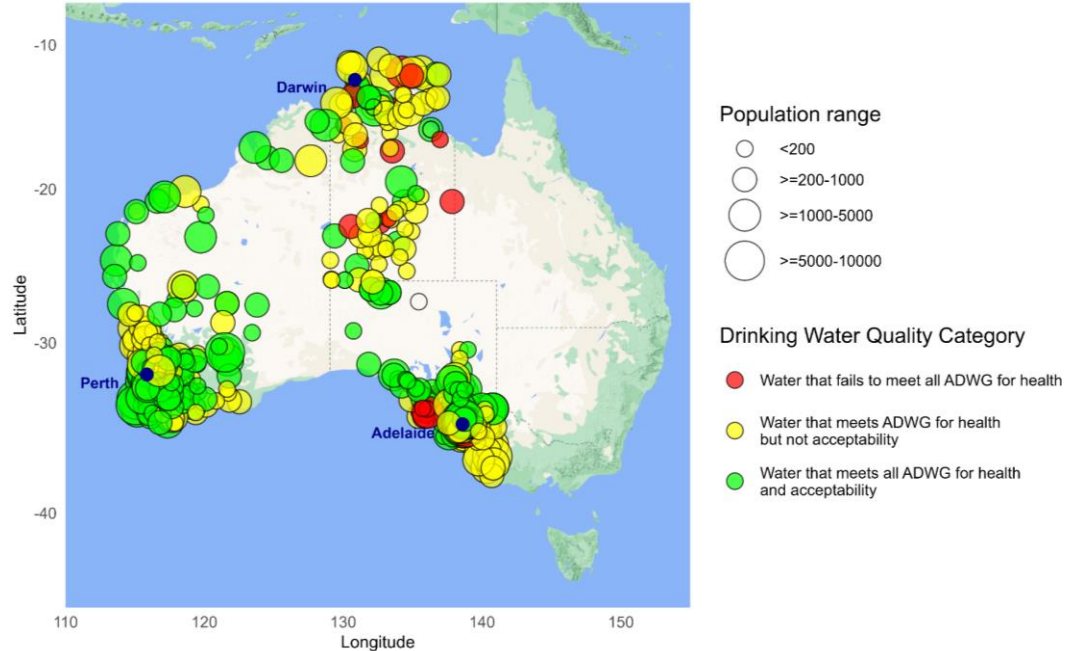 -10
-20
-30
-40
Latitude
110
120
130
140
150
Longitude
Darwin
Perth
Adelaide
Population range
<200
>=200-1000
>=1000-5000
>=5000-10000
Drinking Water Quality Category
Water that fails to meet all ADWG for health
Water that meets ADWG for health
but not acceptability
Water that meets all ADWG for health
and acceptability